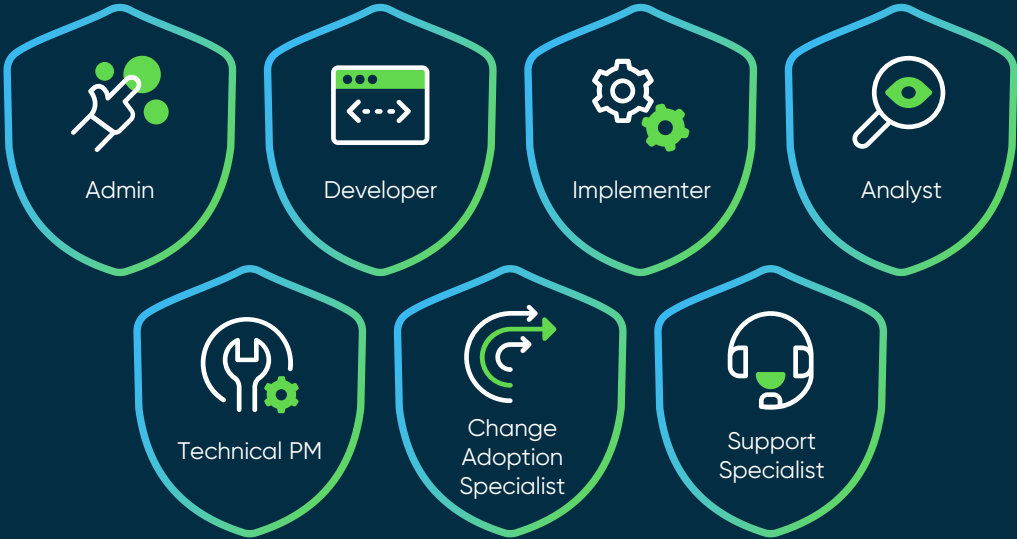 Admin
Developer
Implementer
Analyst
Technical PM
Change
Adoption
Specialist
Support
Specialist